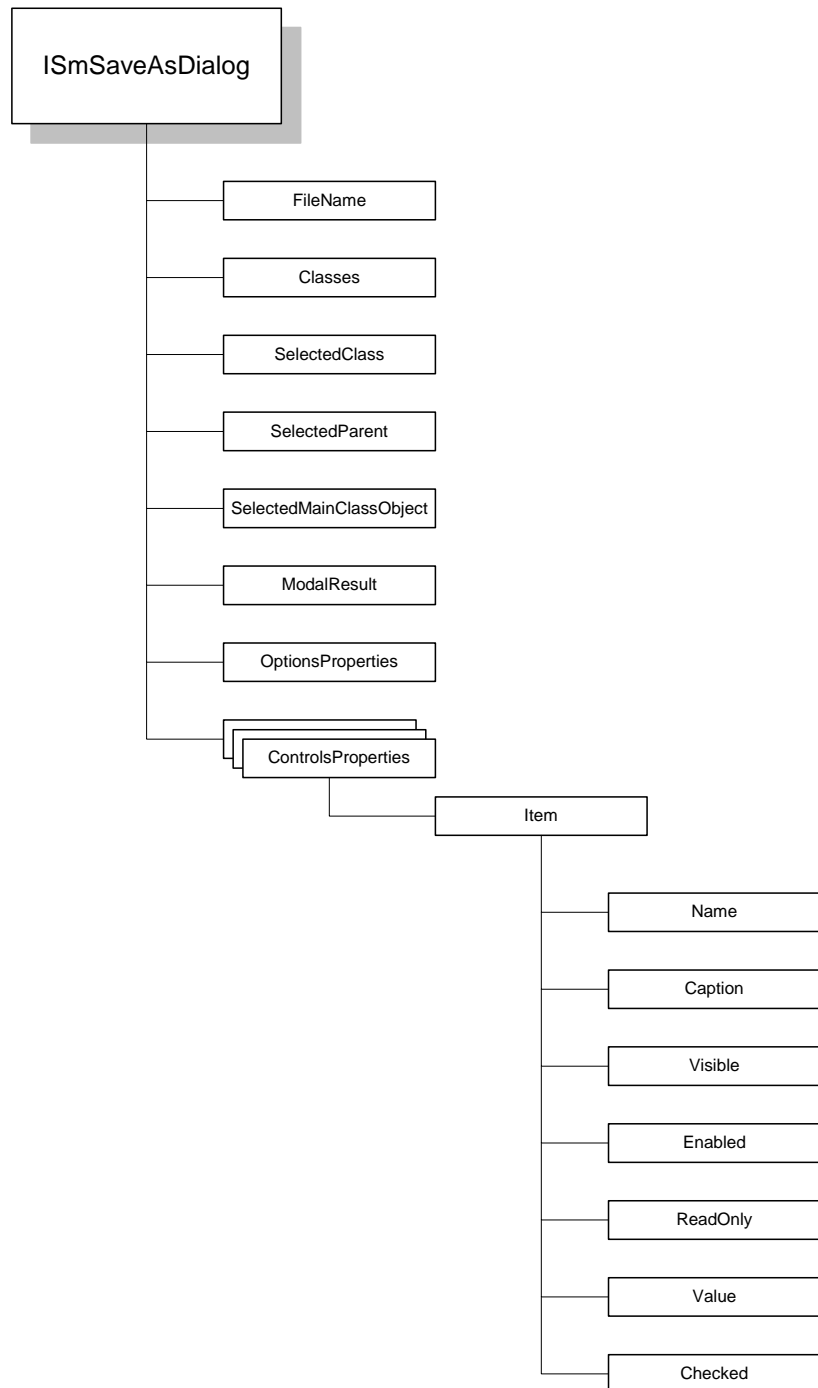 ISmSaveAsDialog
FileName
Classes
SelectedClass
SelectedParent
SelectedMainClassObject
ModalResult
OptionsProperties
ControlsProperties
Item
Name
Caption
Visible
Enabled
ReadOnly
Value
Checked